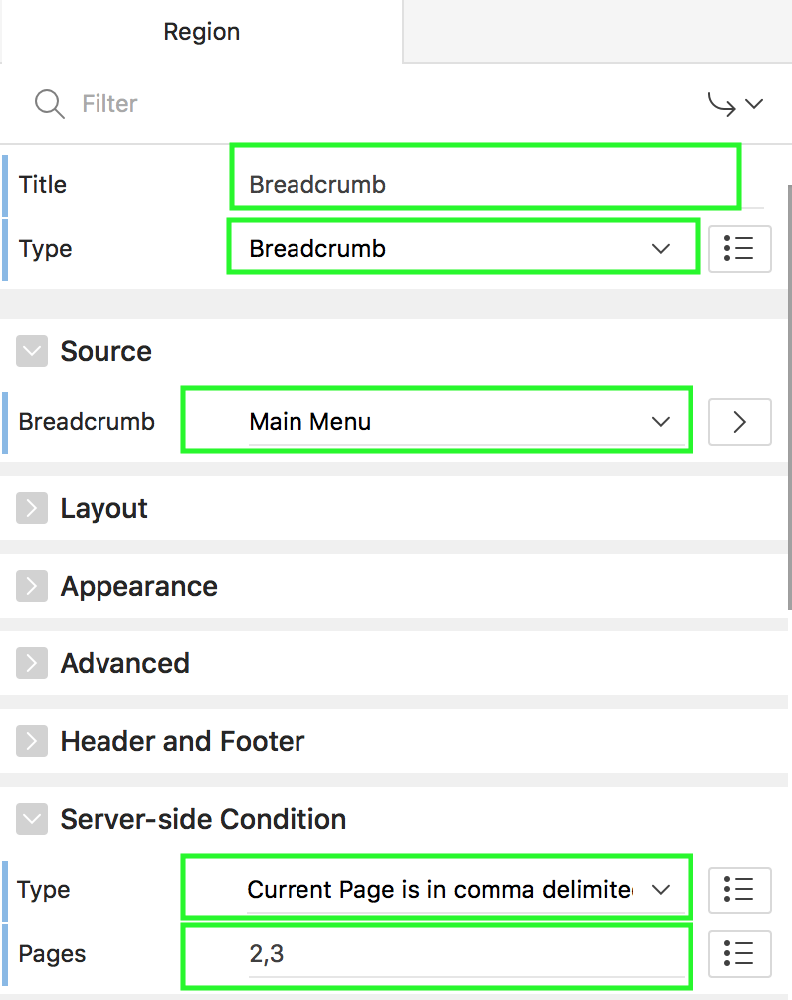 Region
Filter
Title Breadcrumb
Type Breadcrumb
Source
Breadcrumb Main Menu
Layout
Appearance
Advanced
Header and Footer
Server-side Condition
Type Current Page is in comma delimite
Pages 2,3